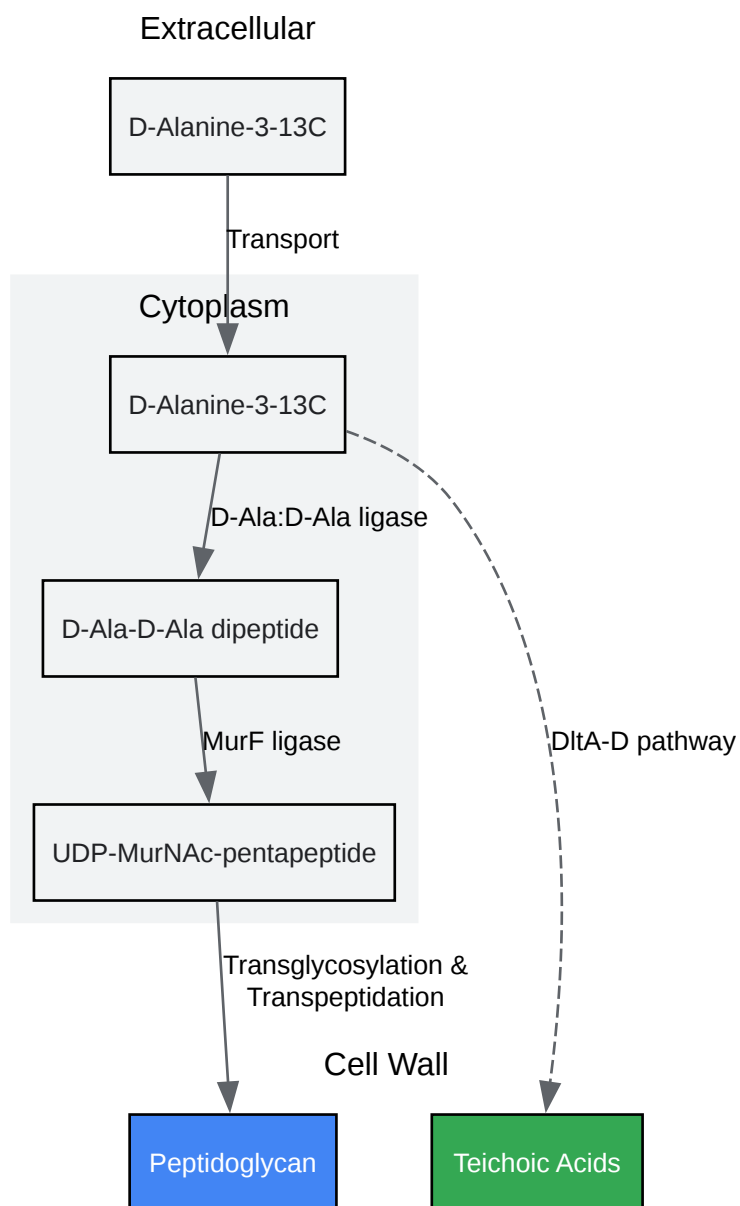 Extracellular
D-Alanine-3-13C
Transport
Cytoplasm
D-Alanine-3-13C
D-Ala:D-Ala ligase
D-Ala-D-Ala dipeptide
MurF ligase
DltA-D pathway
UDP-MurNAc-pentapeptide
Transglycosylation &
Transpeptidation
Cell Wall
Peptidoglycan
Teichoic Acids